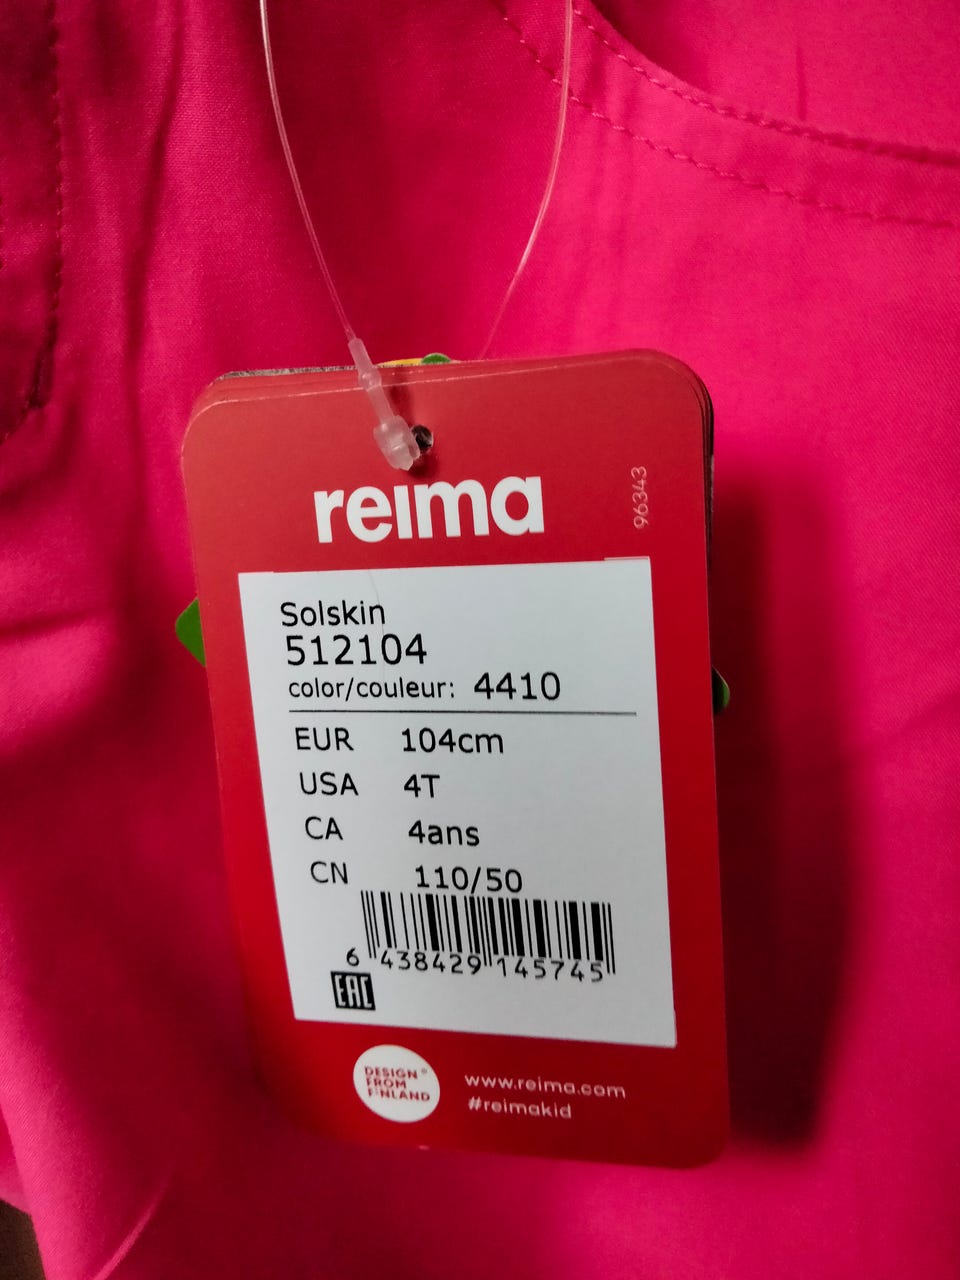 reima
96343
Solskin
512104
color/couleur: 4410
EUR 104cm
USA 4T
CA 4ans
CN 110/50
6 438429 145745
EAC
DESIGN
FROM
FINLAND
www.reima.com
#reimakid